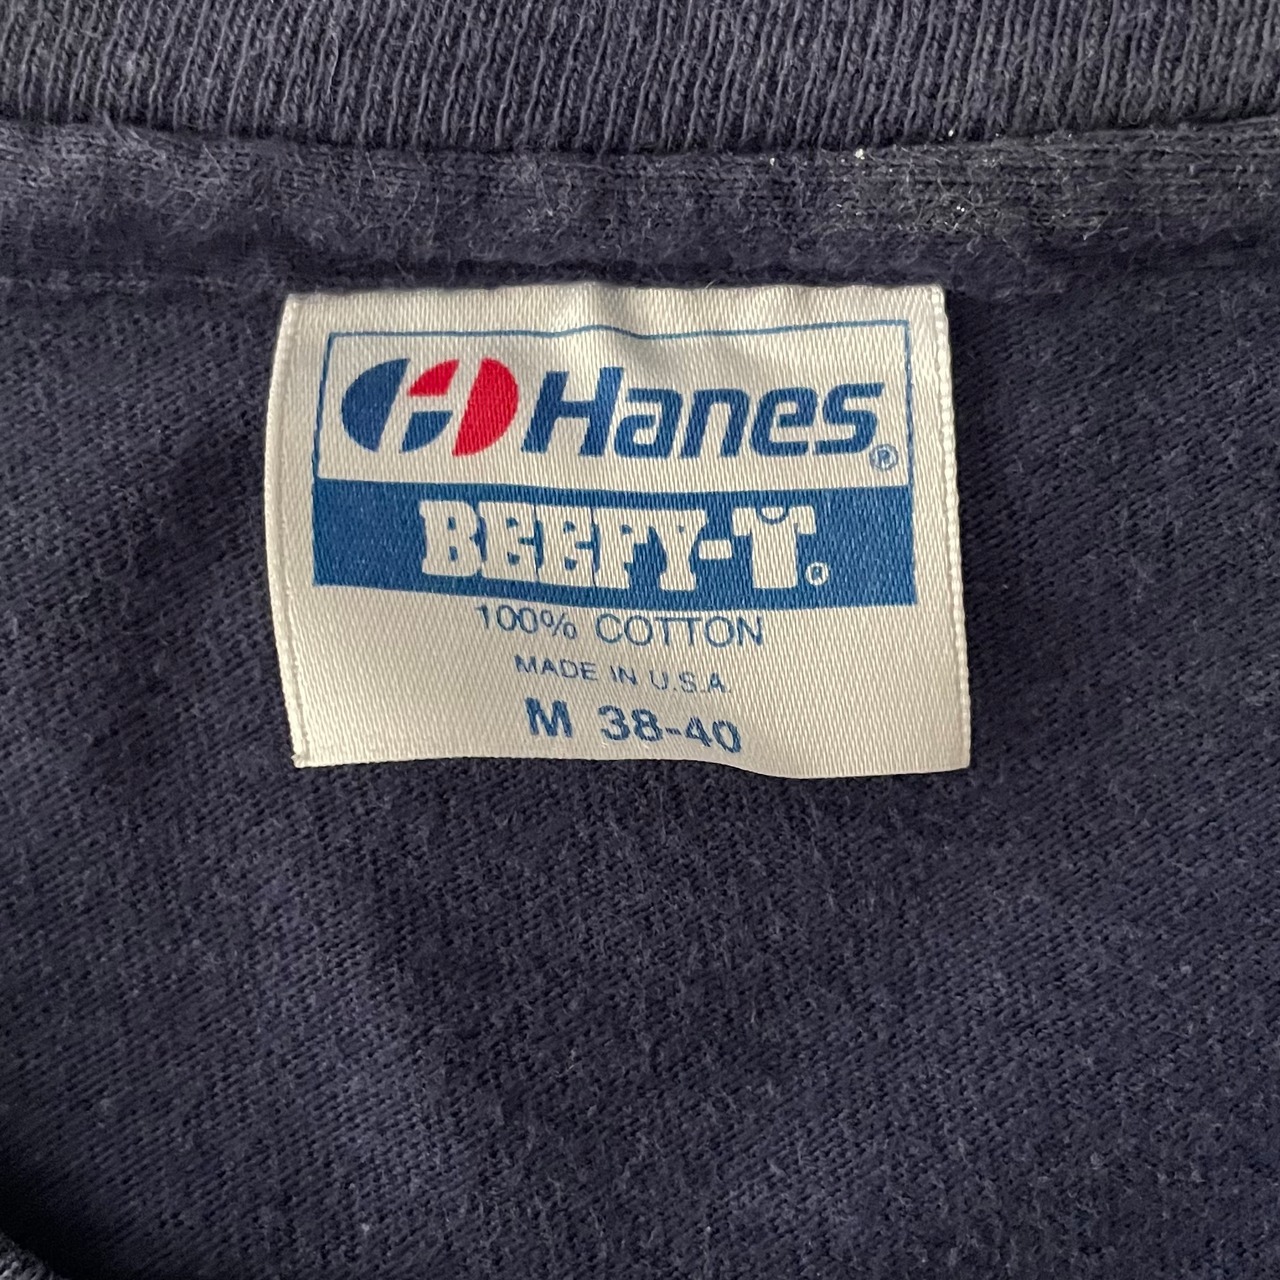 Hanes®
BEEFY-T®
100% COTTON
MADE IN U.S.A.
M 38-40